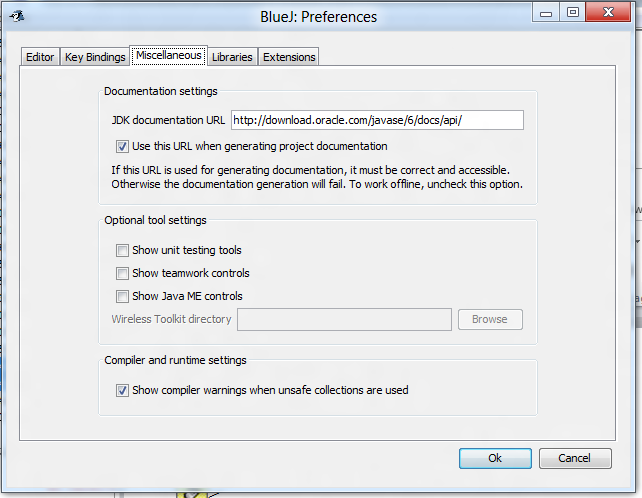 BlueJ: Preferences
Editor Key Bindings Miscellaneous Libraries Extensions
Documentation settings
JDK documentation URL http://download.oracle.com/javase/6/docs/api/
Use this URL when generating project documentation
If this URL is used for generating documentation, it must be correct and accessible.
Otherwise the documentation generation will fail. To work offline, uncheck this option.
Optional tool settings
Show unit testing tools
Show teamwork controls
Show Java ME controls
Wireless Toolkit directory Browse
Compiler and runtime settings
Show compiler warnings when unsafe collections are used
Ok Cancel